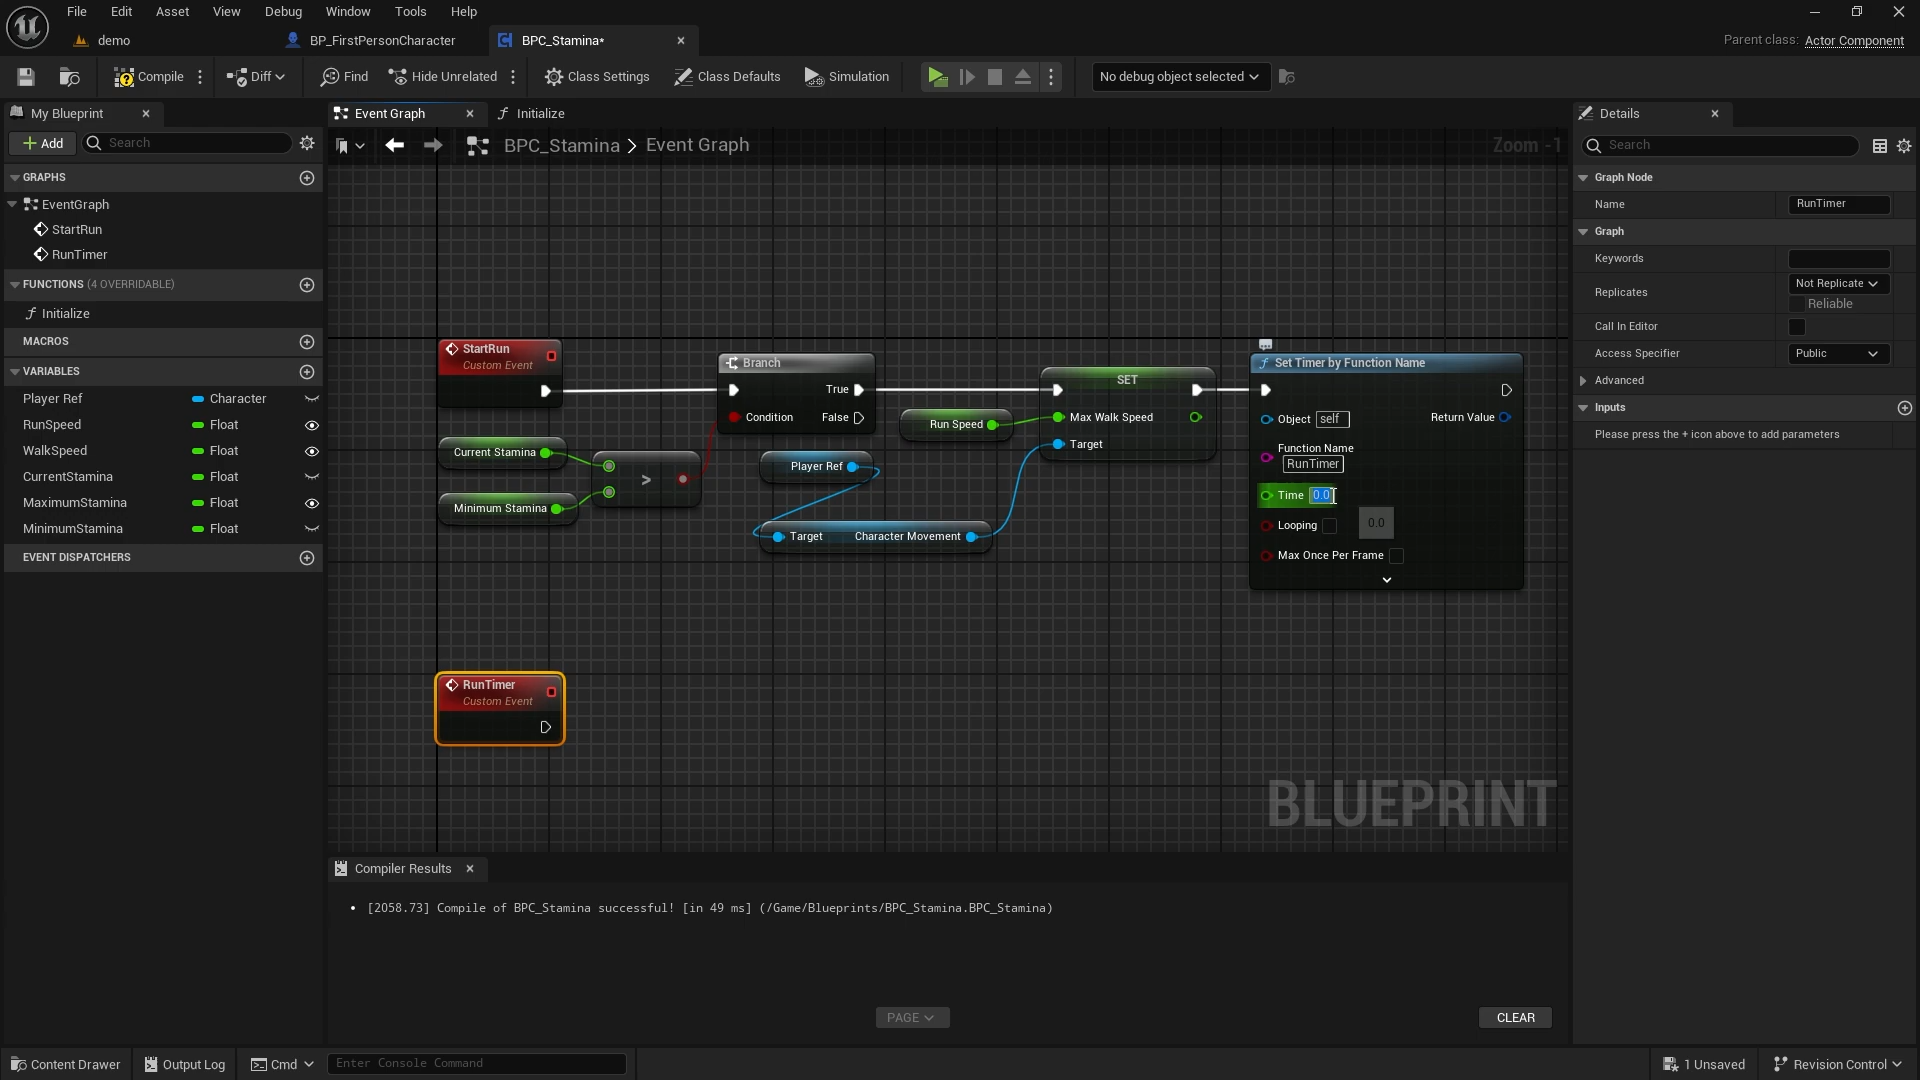 File Edit Asset View Debug Window Tools Help
demo BP_FirstPersonCharacter BPC_Stamina* Parent class: Actor Component
Compile Diff Find Hide Unrelated Class Settings Class Defaults Simulation No debug object selected
My Blueprint
Add Search
GRAPHS
EventGraph
StartRun
RunTimer
FUNCTIONS (4 OVERRIDABLE)
Initialize
MACROS
VARIABLES
Player Ref Character
RunSpeed Float
WalkSpeed Float
CurrentStamina Float
MaximumStamina Float
MinimumStamina Float
EVENT DISPATCHERS
Event Graph Initialize
BPC_Stamina > Event Graph Zoom -1
StartRun
Custom Event
Current Stamina
Minimum Stamina
>
Branch
True
Condition False
Player Ref
Target Character Movement
Run Speed
SET
Max Walk Speed
Target
Set Timer by Function Name
Object self Return Value
Function Name
RunTimer
Time 0.0
Looping 0.0
Max Once Per Frame
RunTimer
Custom Event
BLUEPRINT
Compiler Results
• [2058.73] Compile of BPC_Stamina successful! [in 49 ms] (/Game/Blueprints/BPC_Stamina.BPC_Stamina)
PAGE CLEAR
Details
Search
Graph Node
Name RunTimer
Graph
Keywords
Replicates Not Replicate
Reliable
Call In Editor
Access Specifier Public
Advanced
Inputs
Please press the + icon above to add parameters
Content Drawer Output Log Cmd Enter Console Command 1 Unsaved Revision Control